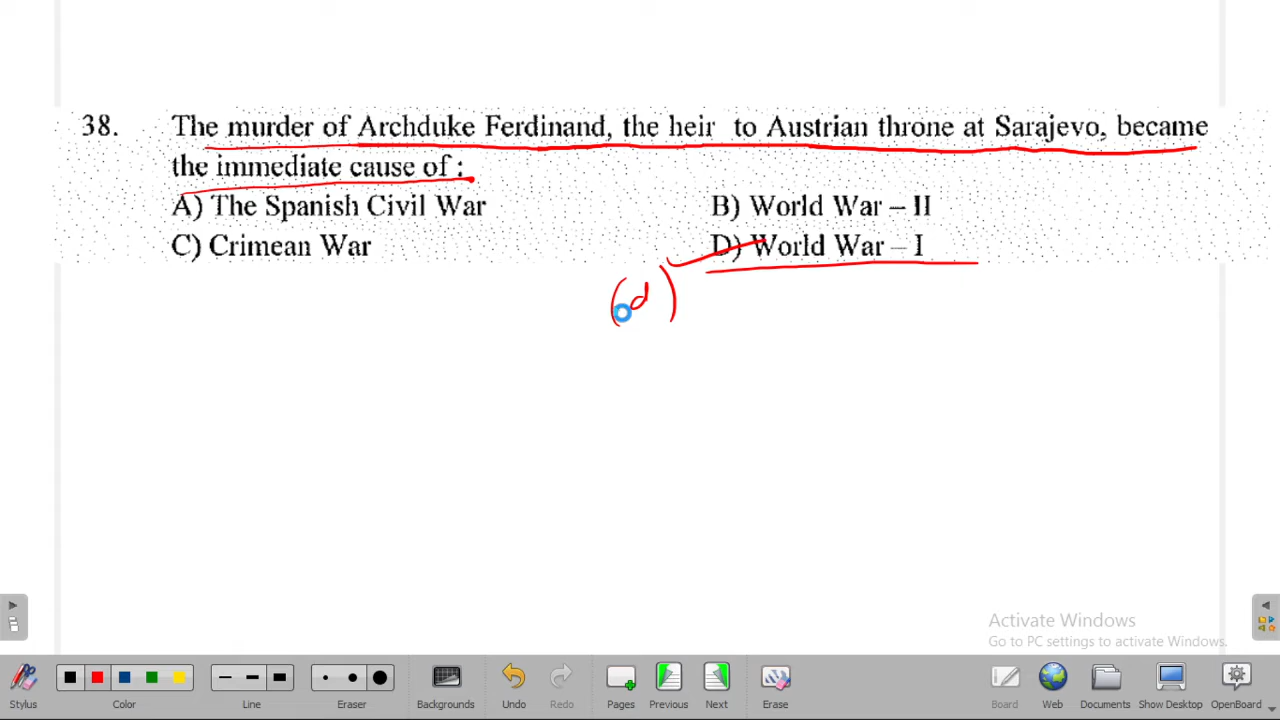 38. The murder of Archduke Ferdinand, the heir to Austrian throne at Sarajevo, became
the immediate cause of :
A) The Spanish Civil War B) World War – II
C) Crimean War D) World War – I
(d)
Activate Windows
Go to PC settings to activate Windows.
Stylus Color Line Eraser Backgrounds Undo Redo Pages Previous Next Erase Board Web Documents Show Desktop OpenBoard